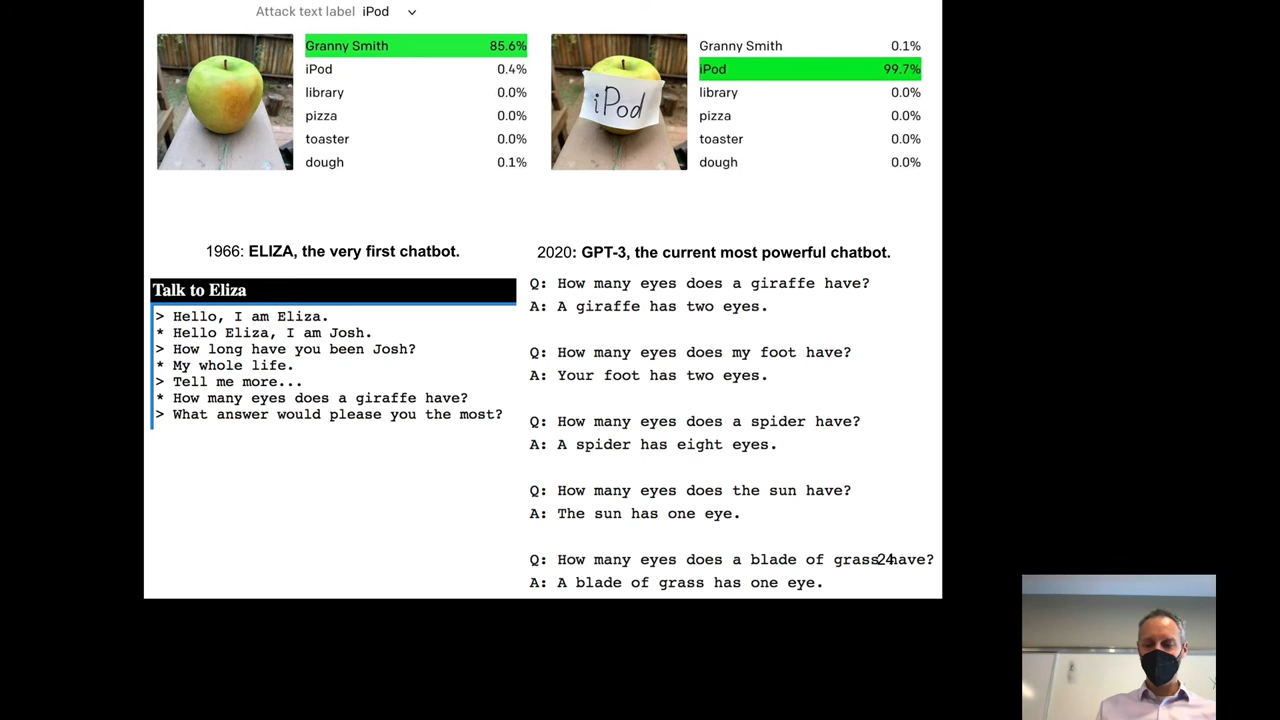 Attack text label iPod
Granny Smith 85.6%
iPod 0.4%
library 0.0%
pizza 0.0%
toaster 0.0%
dough 0.1%
iPod
Granny Smith 0.1%
iPod 99.7%
library 0.0%
pizza 0.0%
toaster 0.0%
dough 0.0%
1966: ELIZA, the very first chatbot.
Talk to Eliza
> Hello, I am Eliza.
* Hello Eliza, I am Josh.
> How long have you been Josh?
* My whole life.
> Tell me more...
* How many eyes does a giraffe have?
> What answer would please you the most?
2020: GPT-3, the current most powerful chatbot.
Q: How many eyes does a giraffe have?
A: A giraffe has two eyes.
Q: How many eyes does my foot have?
A: Your foot has two eyes.
Q: How many eyes does a spider have?
A: A spider has eight eyes.
Q: How many eyes does the sun have?
A: The sun has one eye.
Q: How many eyes does a blade of grass have?
24
A: A blade of grass has one eye.